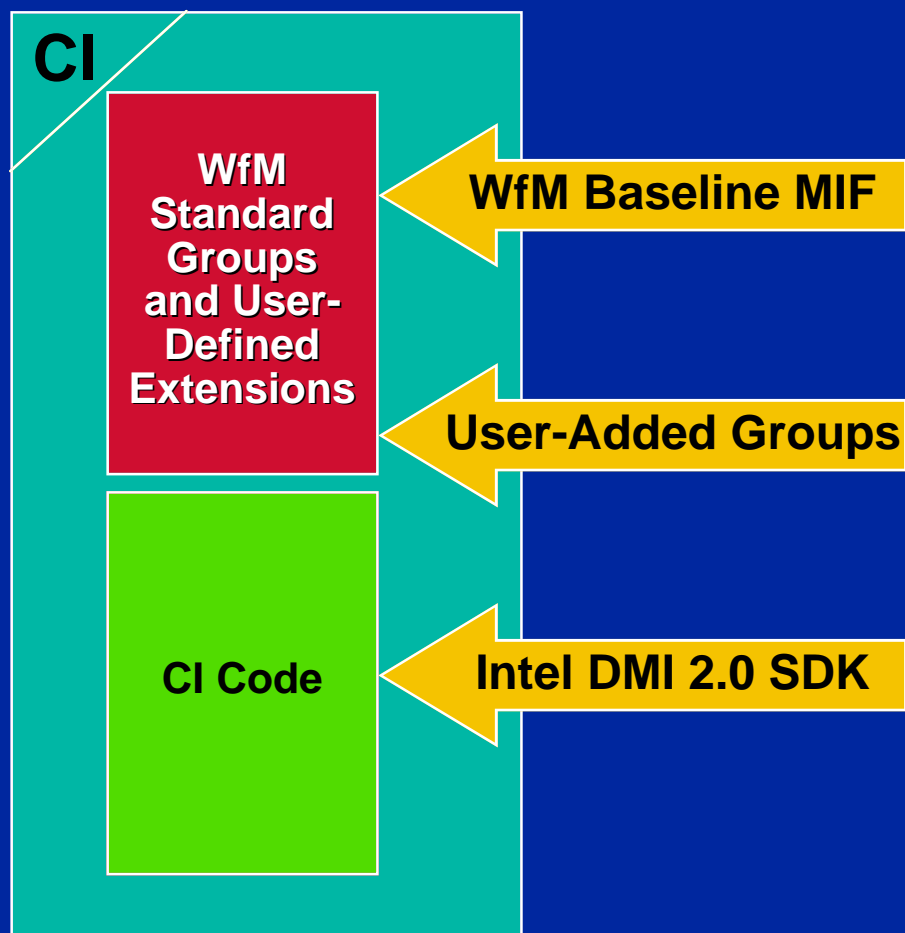 CI
WfM
Standard
Groups
and User-
Defined
Extensions
WfM Baseline MIF
User-Added Groups
CI Code
Intel DMI 2.0 SDK